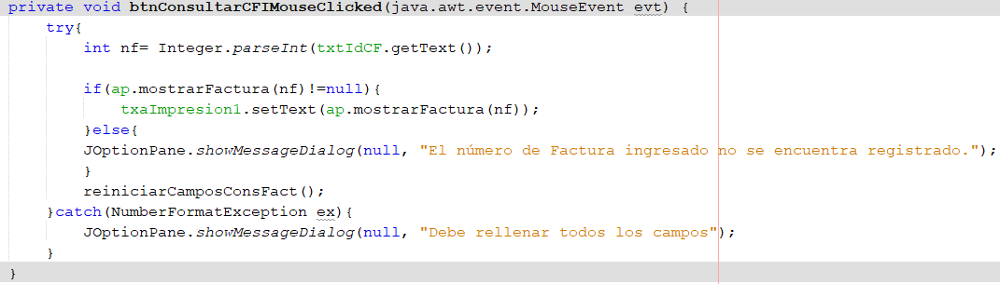 private void btnConsultarCFIMouseClicked(java.awt.event.MouseEvent evt) {
    try{
        int nf= Integer.parseInt(txtIdCF.getText());

        if(ap.mostrarFactura(nf)!=null){
            txaImpresion1.setText(ap.mostrarFactura(nf));
        }else{
        JOptionPane.showMessageDialog(null, "El número de Factura ingresado no se encuentra registrado.");
        }
        reiniciarCamposConsFact();
    }catch(NumberFormatException ex){
        JOptionPane.showMessageDialog(null, "Debe rellenar todos los campos");
    }
}